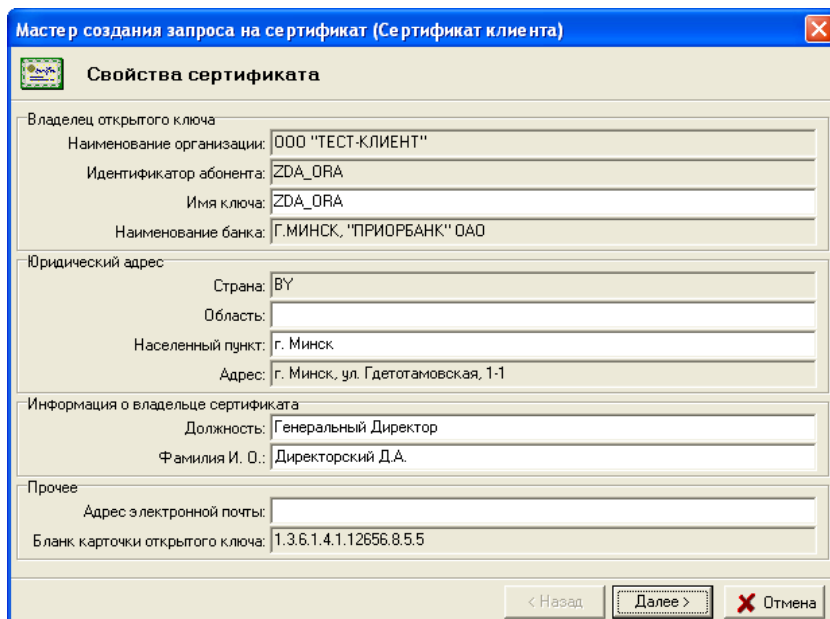 Мастер создания запроса на сертификат (Сертификат клиента)
Свойства сертификата
Владелец открытого ключа
Наименование организации: ООО "ТЕСТ-КЛИЕНТ"
Идентификатор абонента: ZDA_ORA
Имя ключа: ZDA_ORA
Наименование банка: Г.МИНСК, "ПРИОРБАНК" ОАО
Юридический адрес
Страна: BY
Область:
Населенный пункт: г. Минск
Адрес: г. Минск, ул. Гдетотамовская, 1-1
Информация о владельце сертификата
Должность: Генеральный Директор
Фамилия И. О.: Директорский Д.А.
Прочее
Адрес электронной почты:
Бланк карточки открытого ключа: 1.3.6.1.4.1.12656.8.5.5
< Назад Далее > Отмена